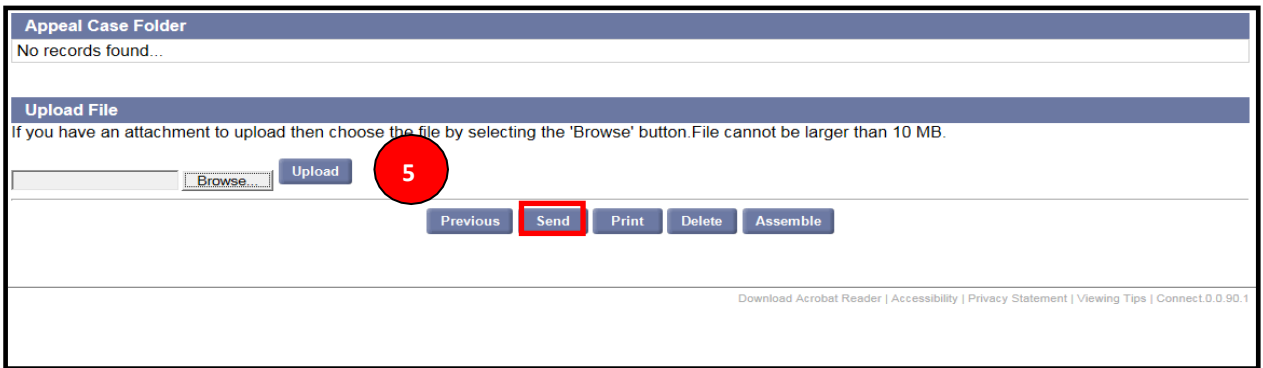 Appeal Case Folder
No records found...
Upload File
If you have an attachment to upload then choose the file by selecting the 'Browse' button.File cannot be larger than 10 MB.
Browse... Upload 5
Previous Send Print Delete Assemble
Download Acrobat Reader | Accessibility | Privacy Statement | Viewing Tips | Connect.0.0.90.1